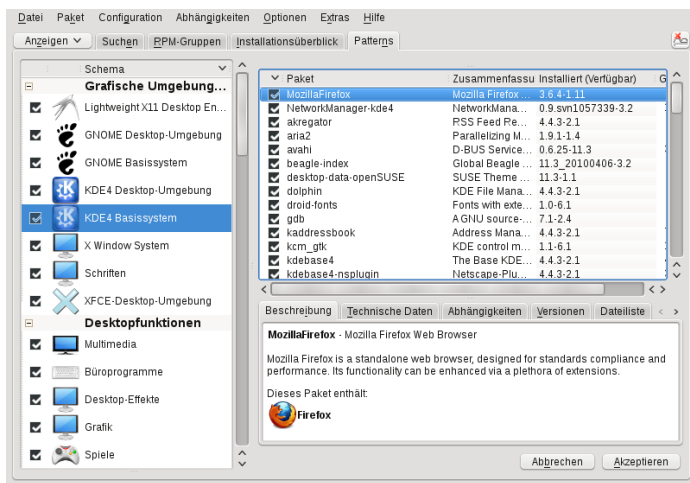 Datei Paket Configuration Abhängigkeiten Optionen Extras Hilfe
Anzeigen Suchen RPM-Gruppen Installationsüberblick Patterns
Schema
Grafische Umgebung...
Lightweight X11 Desktop En...
GNOME Desktop-Umgebung
GNOME Basissystem
KDE4 Desktop-Umgebung
KDE4 Basissystem
X Window System
Schriften
XFCE-Desktop-Umgebung
Desktopfunktionen
Multimedia
Büroprogramme
Desktop-Effekte
Grafik
Spiele
Paket Zusammenfassu Installiert (Verfügbar) G
MozillaFirefox Mozilla Firefox ... 3.6.4-1.11
NetworkManager-kde4 NetworkMana... 0.9.svn1057339-3.2
akregator RSS Feed Re... 4.4.3-2.1
aria2 Parallelizing M... 1.9.1-1.4
avahi D-BUS Service... 0.6.25-11.3
beagle-index Global Beagle ... 11.3_20100406-3.2
desktop-data-openSUSE SUSE Theme ... 11.3-1.1
dolphin KDE File Mana... 4.4.3-2.1
droid-fonts Fonts with exte... 1.0-6.1
gdb A GNU source-... 7.1-2.4
kaddressbook Address Mana... 4.4.3-2.1
kcm_gtk KDE control m... 1.1-6.1
kdebase4 The Base KDE... 4.4.3-2.1
kdebase4-nsplugin Netscape-Plu... 4.4.3-2.1
Beschreibung Technische Daten Abhängigkeiten Versionen Dateiliste
MozillaFirefox - Mozilla Firefox Web Browser
Mozilla Firefox is a standalone web browser, designed for standards compliance and
performance. Its functionality can be enhanced via a plethora of extensions.
Dieses Paket enthält:
Firefox
Abbrechen Akzeptieren